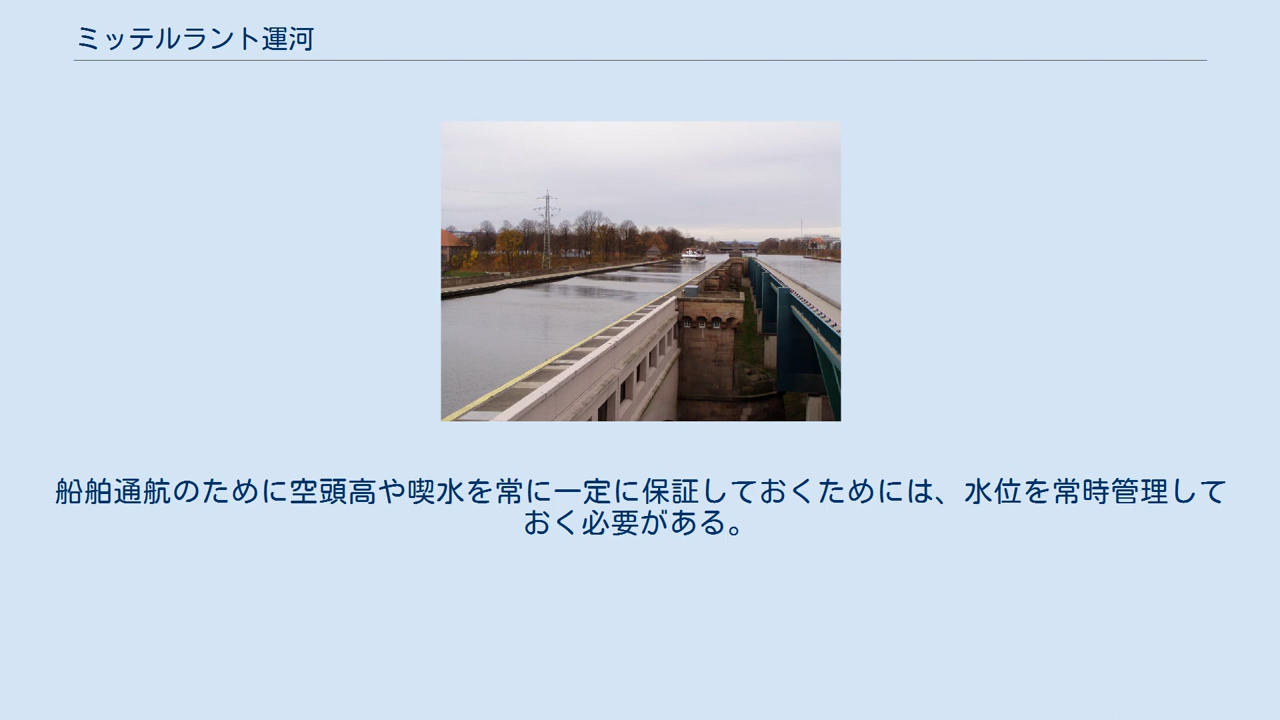 ミッテルラント運河
船舶通航のために空頭高や喫水を常に一定に保証しておくためには、水位を常時管理して
おく必要がある。